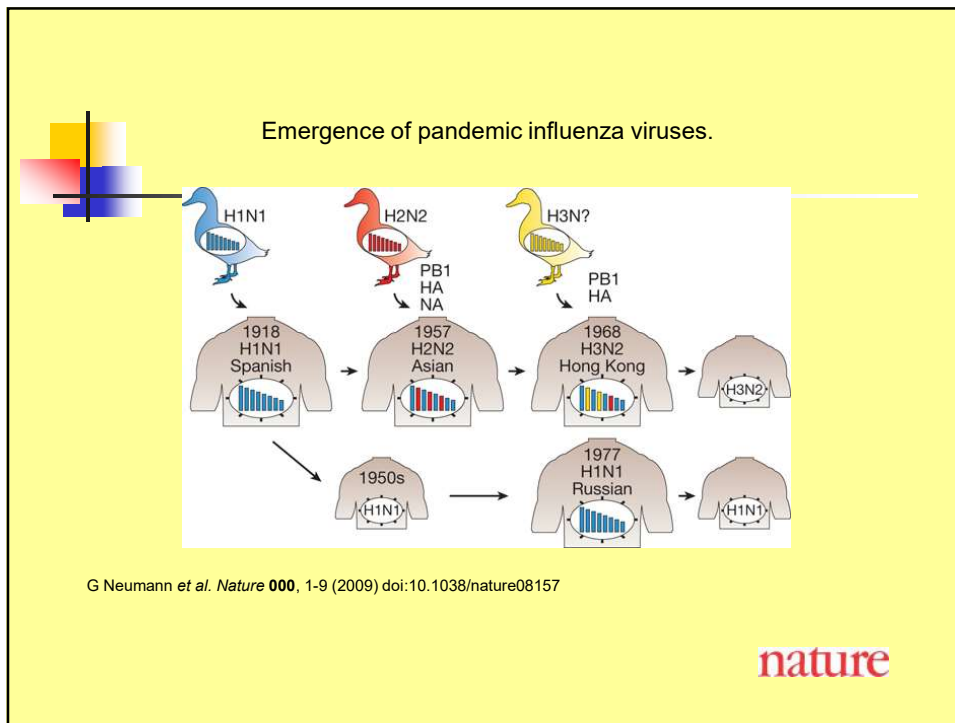 Emergence of pandemic influenza viruses.
H1N1
H2N2
H3N?
PB1
HA
NA
PB1
HA
1918
H1N1
Spanish
1957
H2N2
Asian
1968
H3N2
Hong Kong
H3N2
1950s
H1N1
1977
H1N1
Russian
H1N1
G Neumann et al. Nature 000, 1-9 (2009) doi:10.1038/nature08157
nature